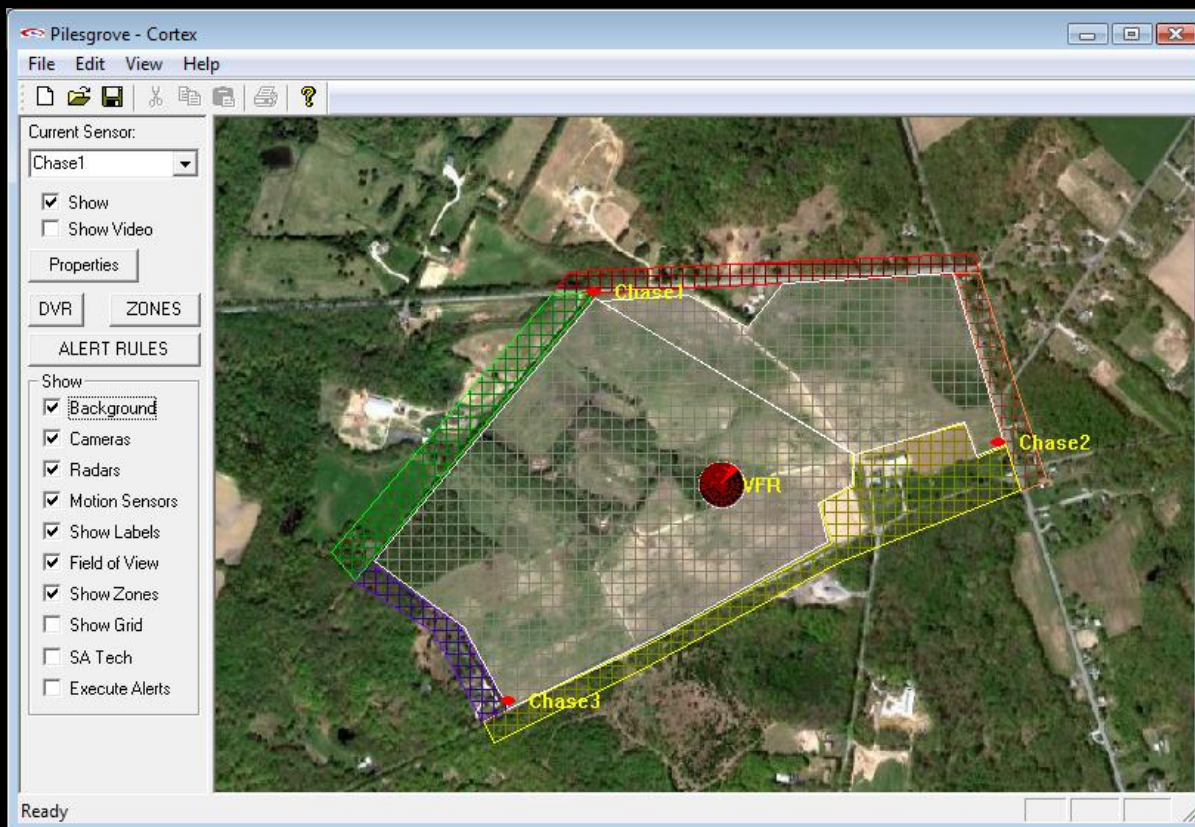 Pilesgrove - Cortex
File Edit View Help
Current Sensor:
Chase1
Show
Show Video
Properties
DVR ZONES
ALERT RULES
Show
Background
Cameras
Radars
Motion Sensors
Show Labels
Field of View
Show Zones
Show Grid
SA Tech
Execute Alerts
Chase1
Chase2
VFR
Chase3
Ready